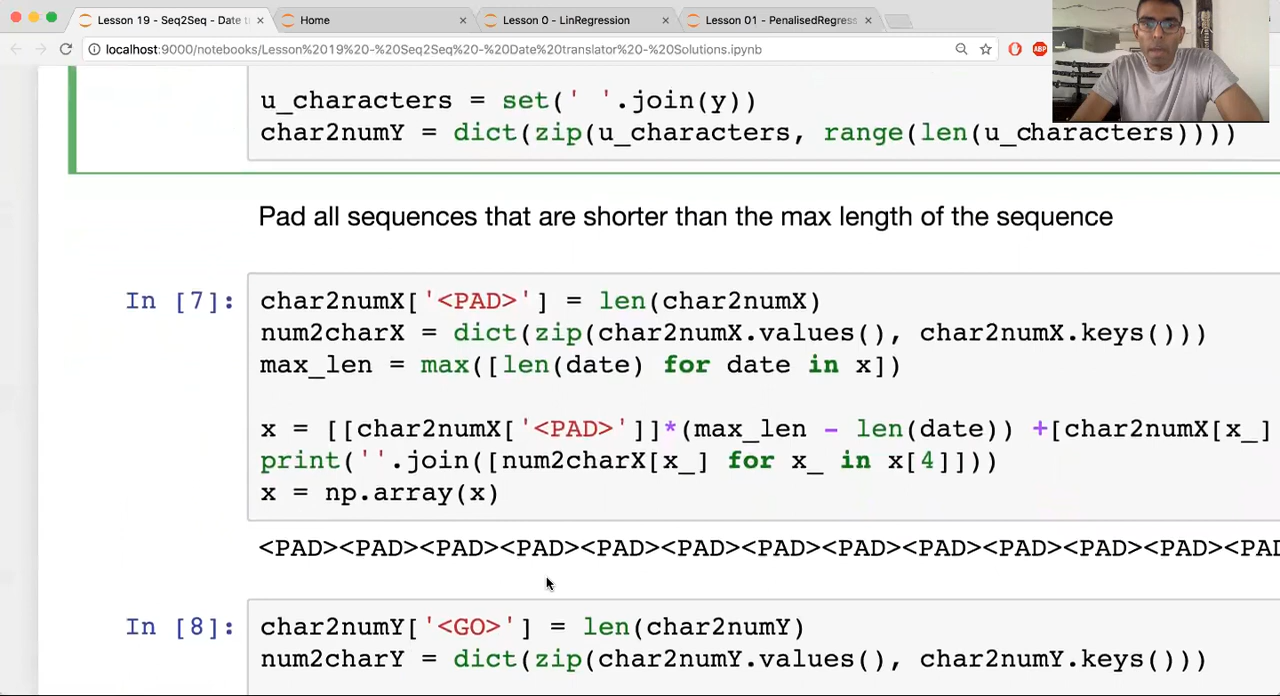 Lesson 19 - Seq2Seq - Date t
Home
Lesson 0 - LinRegression
Lesson 01 - PenalisedRegress
localhost:9000/notebooks/Lesson%2019%20-%20Seq2Seq%20-%20Date%20translator%20-%20Solutions.ipynb
ABP
u_characters = set(' '.join(y))
char2numY = dict(zip(u_characters, range(len(u_characters))))
Pad all sequences that are shorter than the max length of the sequence
In [7]:
char2numX['<PAD>'] = len(char2numX)
num2charX = dict(zip(char2numX.values(), char2numX.keys()))
max_len = max([len(date) for date in x])
x = [[char2numX['<PAD>']]*(max_len - len(date)) +[char2numX[x_]
print(''.join([num2charX[x_] for x_ in x[4]]))
x = np.array(x)
<PAD><PAD><PAD><PAD><PAD><PAD><PAD><PAD><PAD><PAD><PAD><PAD><PAD
In [8]:
char2numY['<GO>'] = len(char2numY)
num2charY = dict(zip(char2numY.values(), char2numY.keys()))